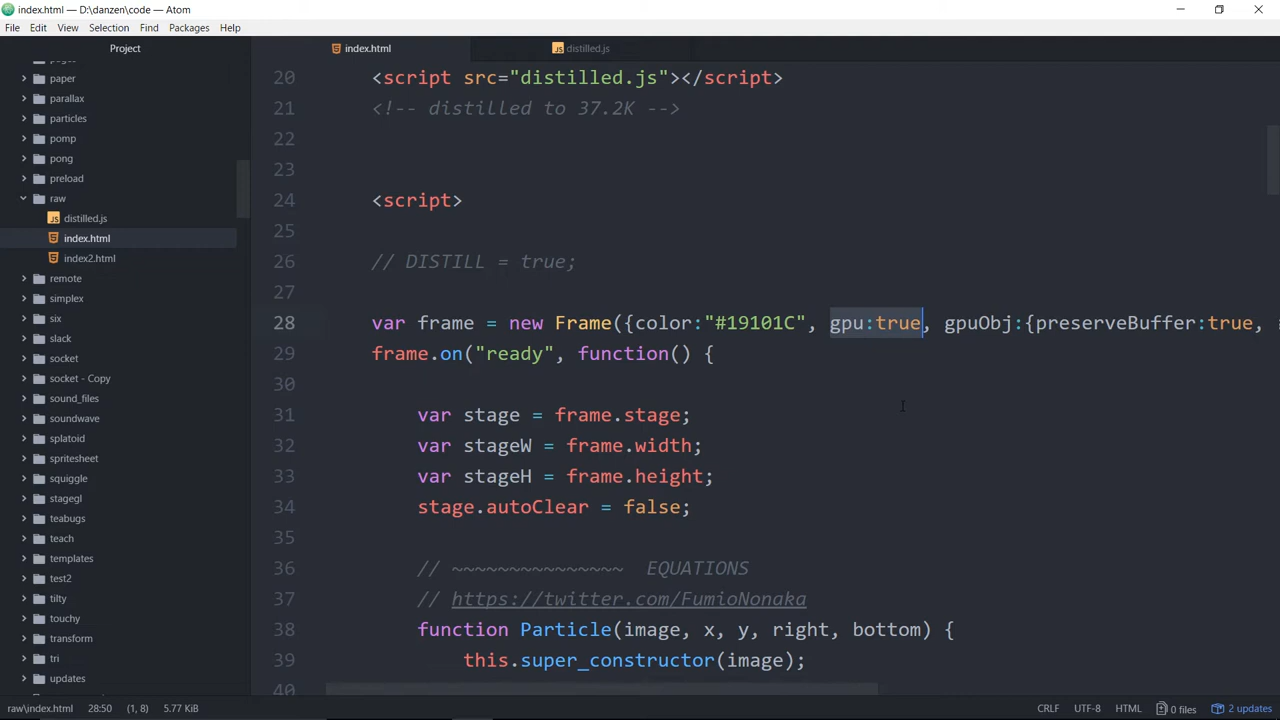 index.html — D:\danzen\code — Atom
File Edit View Selection Find Packages Help
Project
paper
parallax
particles
pomp
pong
preload
raw
distilled.js
index.html
index2.html
remote
simplex
six
slack
socket
socket - Copy
sound_files
soundwave
splatoid
spritesheet
squiggle
stagegl
teabugs
teach
templates
test2
tilty
touchy
transform
tri
updates
index.html distilled.js
20 <script src="distilled.js"></script>
21 <!-- distilled to 37.2K -->
22
23
24 <script>
25
26 // DISTILL = true;
27
28 var frame = new Frame({color:"#19101C", gpu:true, gpuObj:{preserveBuffer:true,
29 frame.on("ready", function() {
30
31 var stage = frame.stage;
32 var stageW = frame.width;
33 var stageH = frame.height;
34 stage.autoClear = false;
35
36 // ~~~~~~~~~~~~~~~ EQUATIONS
37 // https://twitter.com/FumioNonaka
38 function Particle(image, x, y, right, bottom) {
39 this.super_constructor(image);
40
raw\index.html 28:50 (1, 8) 5.77 KiB CRLF UTF-8 HTML 0 files 2 updates